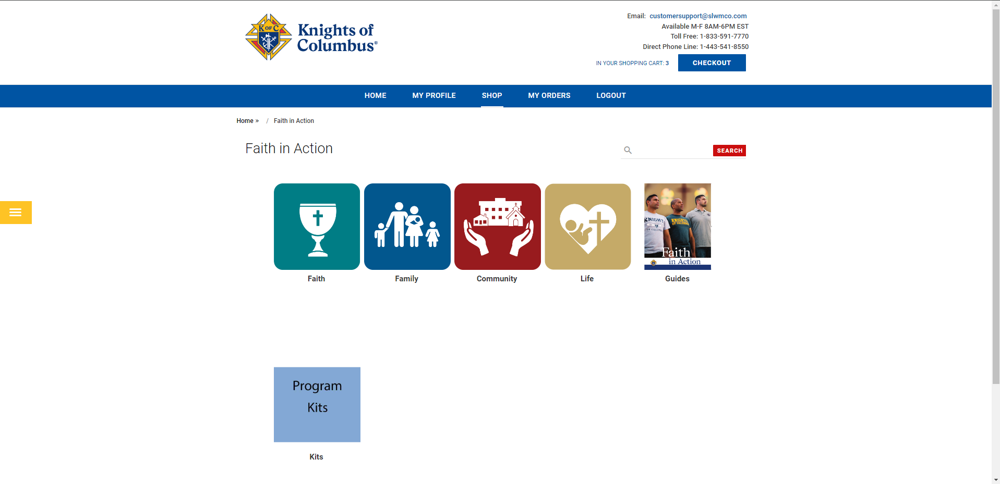 K OF C
Knights of
Columbus®
Email: customersupport@slwmco.com
Available M-F 8AM-6PM EST
Toll Free: 1-833-591-7770
Direct Phone Line: 1-443-541-8550
IN YOUR SHOPPING CART: 3
CHECKOUT
HOME MY PROFILE SHOP MY ORDERS LOGOUT
Home » / Faith in Action
Faith in Action
SEARCH
KNIGHTS
OF COLUMBUS
KNIGHTS
OF COLUMBUS
Faith
in Action
Faith
Family
Community
Life
Guides
Program
Kits
Kits